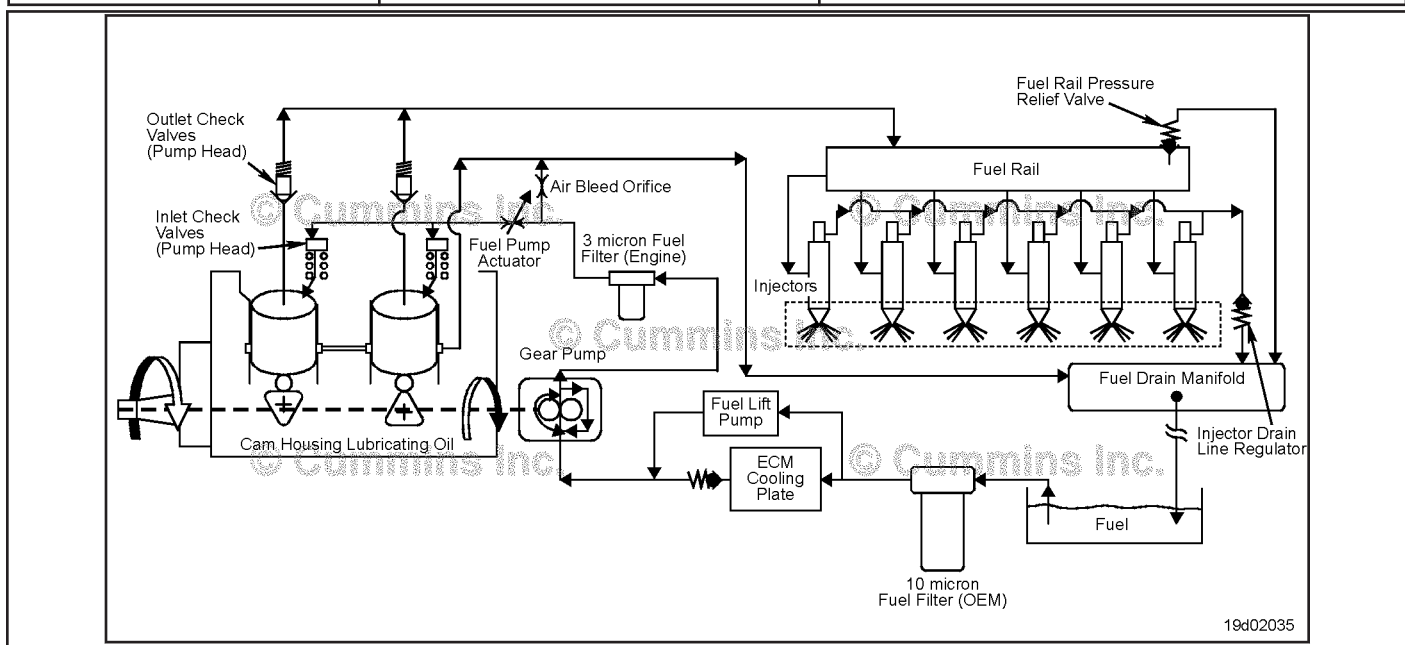 Fuel Rail Pressure
Relief Valve
Outlet Check
Valves
(Pump Head)
Fuel Rail
Air Bleed Orifice
© Cummins Inc.
© Cummins Inc.
Inlet Check
Valves
(Pump Head)
Fuel Pump
Actuator
3 micron Fuel
Filter (Engine)
Injectors
© Cummins Inc.
Gear Pump
Fuel Drain Manifold
Fuel Lift
Pump
Injector Drain
Line Regulator
Cam Housing Lubricating Oil
© Cummins Inc.
© Cummins Inc.
ECM
Cooling
Plate
Fuel
10 micron
Fuel Filter (OEM)
19d02035